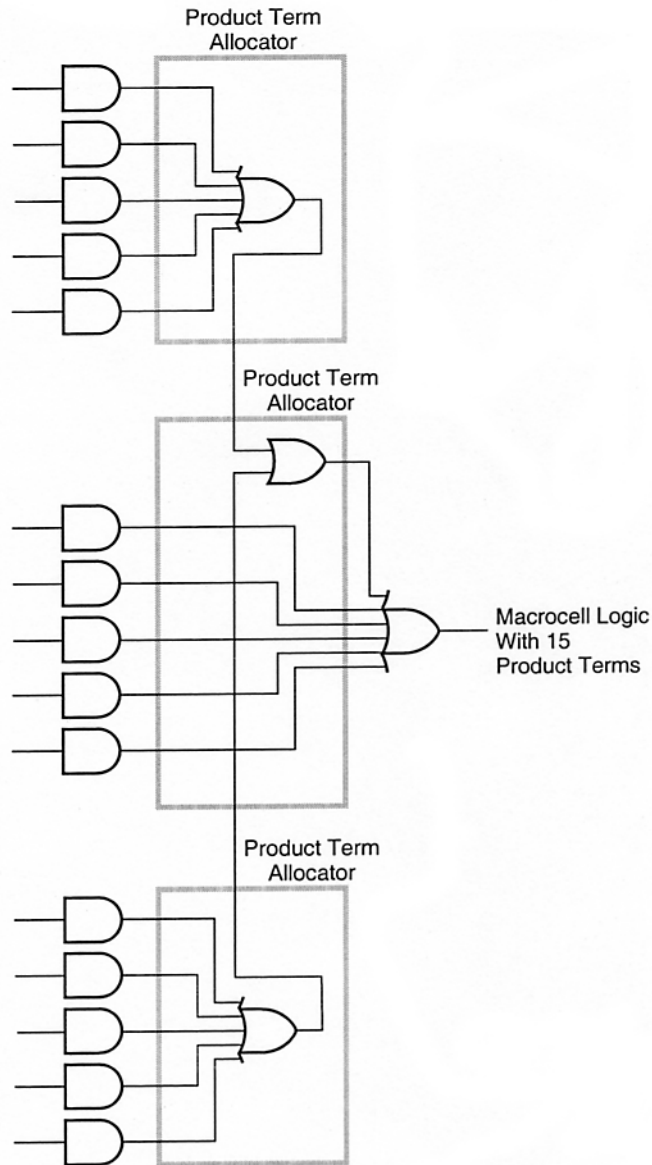 Product Term
Allocator
Product Term
Allocator
Macrocell Logic
With 15
Product Terms
Product Term
Allocator